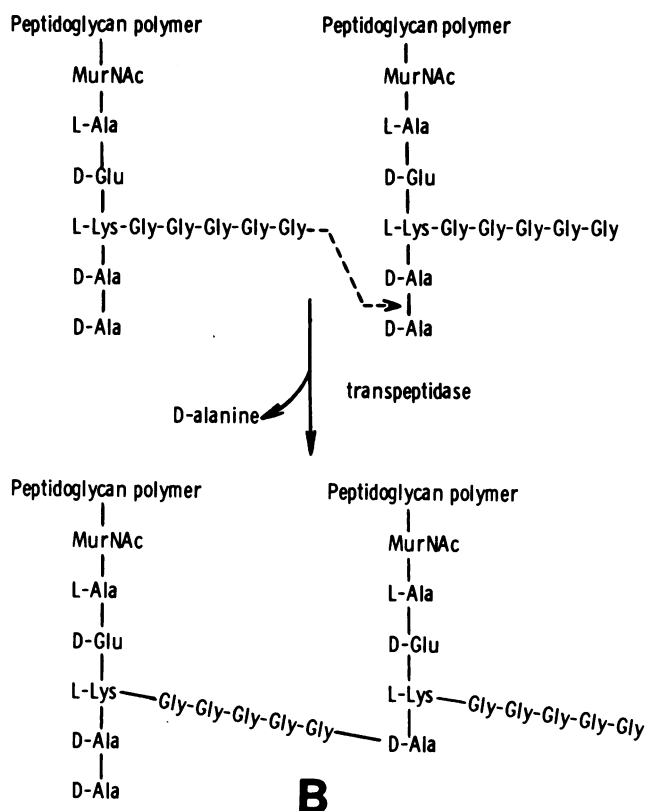 Peptidoglycan polymer Peptidoglycan polymer
MurNAc MurNAc
L-Ala L-Ala
D-Glu D-Glu
L-Lys-Gly-Gly-Gly-Gly-Gly L-Lys-Gly-Gly-Gly-Gly-Gly
D-Ala D-Ala
D-Ala D-Ala
transpeptidase
D-alanine
Peptidoglycan polymer Peptidoglycan polymer
MurNAc MurNAc
L-Ala L-Ala
D-Glu D-Glu
L-Lys-Gly-Gly-Gly-Gly-Gly L-Lys-Gly-Gly-Gly-Gly-Gly
D-Ala D-Ala
D-Ala
B